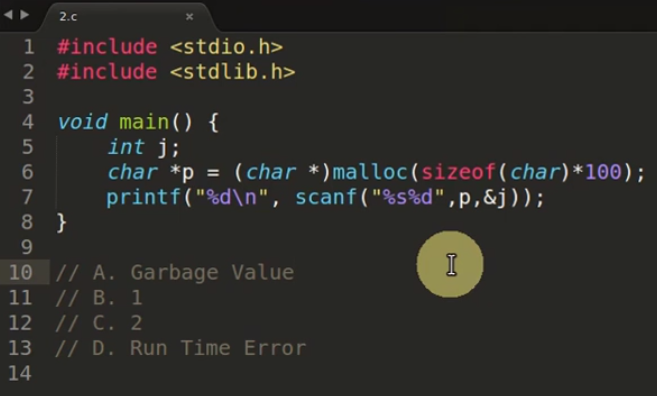 2.c
1 #include <stdio.h>
2 #include <stdlib.h>
3
4 void main() {
5     int j;
6     char *p = (char *)malloc(sizeof(char)*100);
7     printf("%d\n", scanf("%s%d",p,&j));
8 }
9
10 // A. Garbage Value
11 // B. 1
12 // C. 2
13 // D. Run Time Error
14